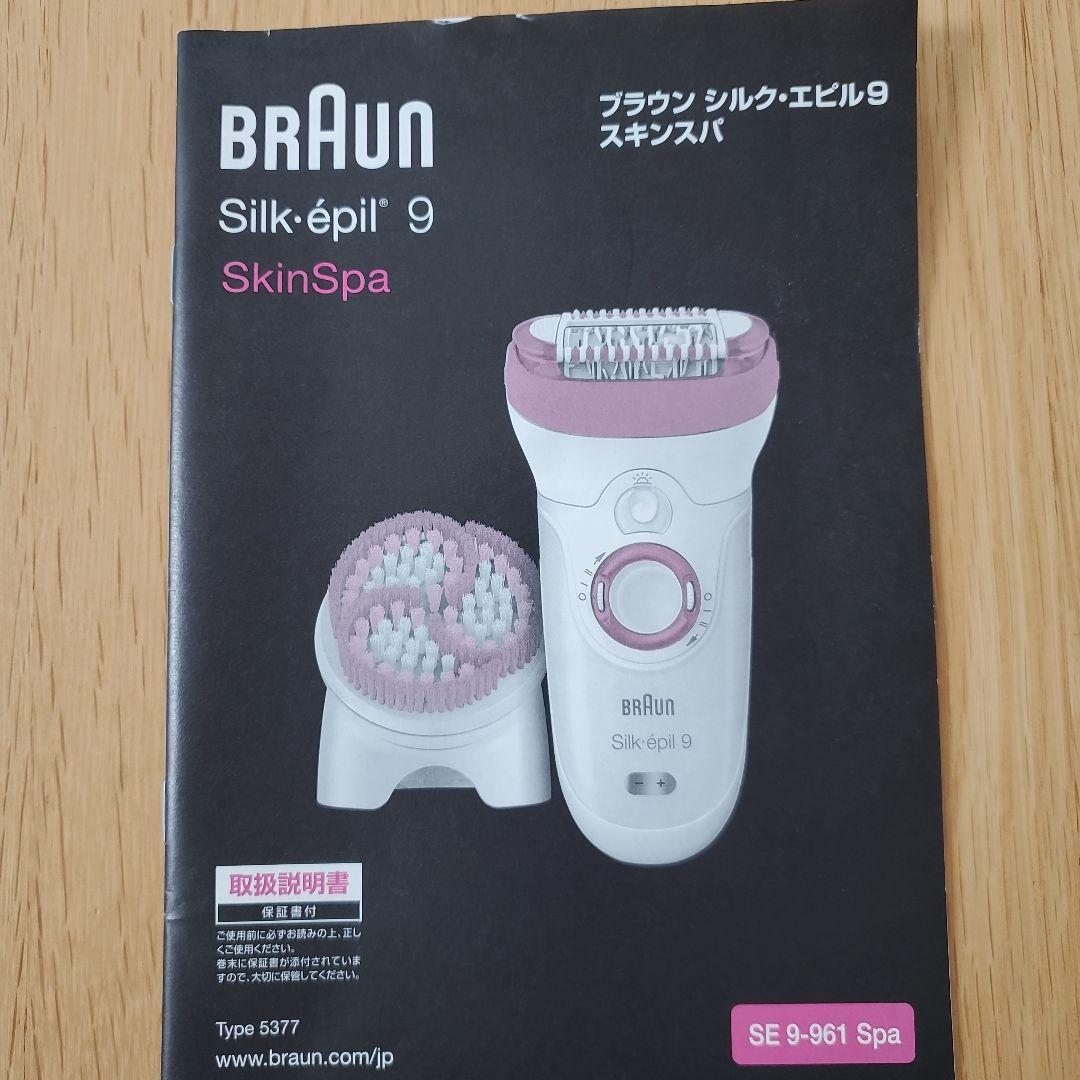 BRAUN
Silk·épil® 9
SkinSpa
ブラウン シルク・エピル9
スキンスパ
BRAUN
Silk·épil 9
− +
取扱説明書
保証書付
ご使用前に必ずお読みの上、正し
くご使用ください。
巻末に保証書が添付されていま
すので、大切に保管してください。
Type 5377
www.braun.com/jp
SE 9-961 Spa